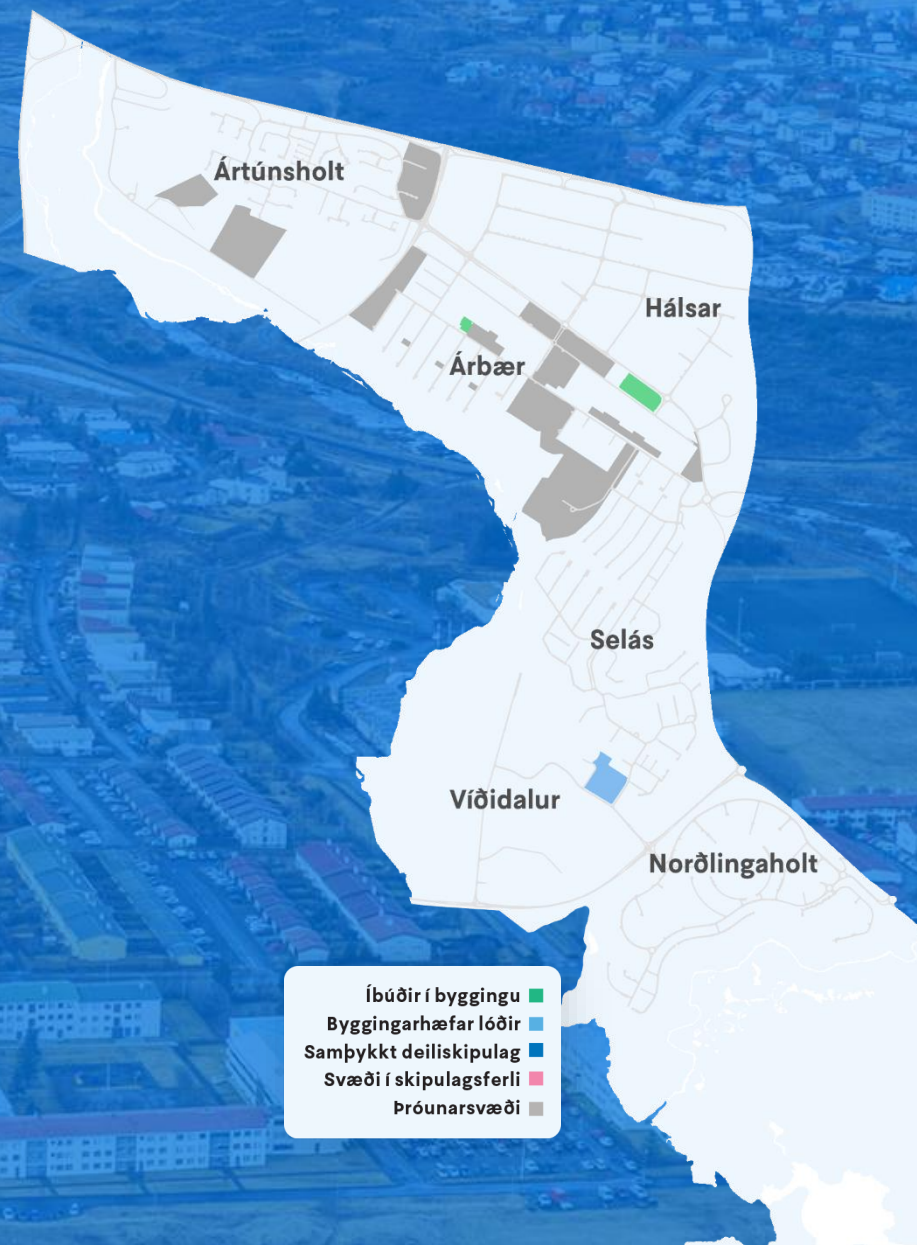 Ártúnsholt
Hálsar
Árbær
Selás
Víðidalur
Norðlingaholt
Íbúðir í byggingu
Byggingarhæfar lóðir
Samþykkt deiliskipulag
Svæði í skipulagsferli
Þróunarsvæði